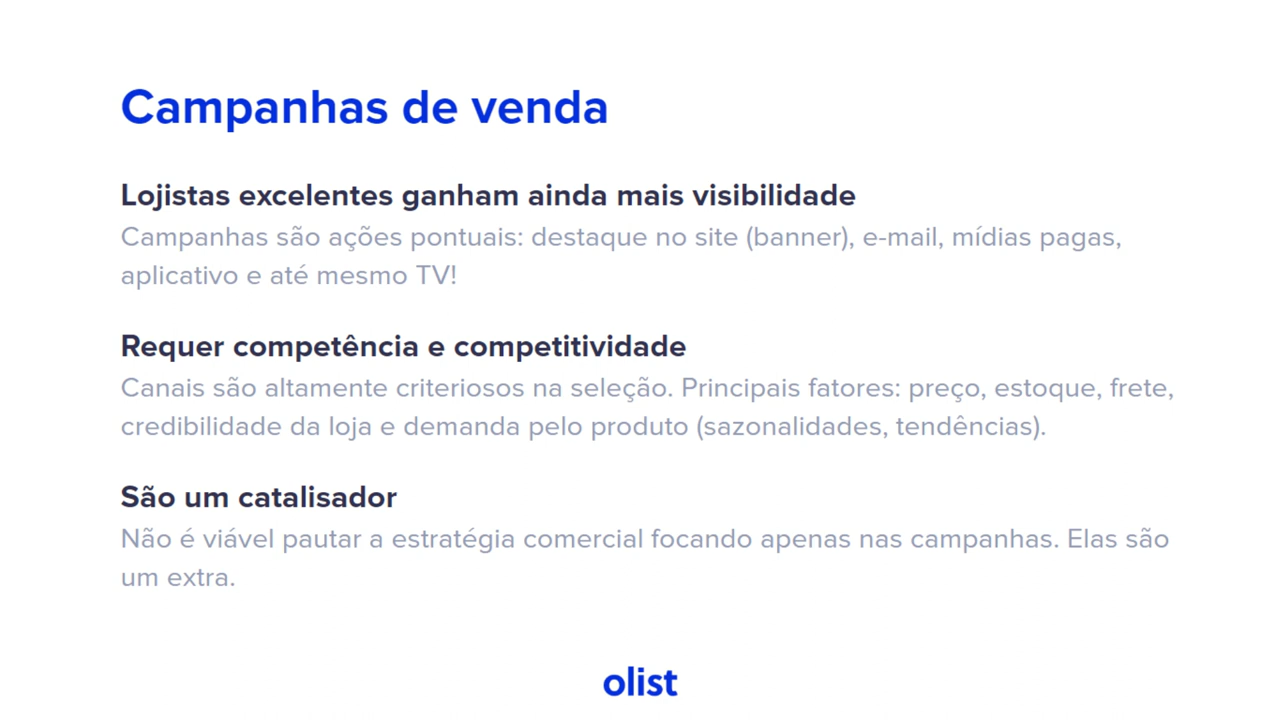 Campanhas de venda
Lojistas excelentes ganham ainda mais visibilidade
Campanhas são ações pontuais: destaque no site (banner), e-mail, mídias pagas,
aplicativo e até mesmo TV!
Requer competência e competitividade
Canais são altamente criteriosos na seleção. Principais fatores: preço, estoque, frete,
credibilidade da loja e demanda pelo produto (sazonalidades, tendências).
São um catalisador
Não é viável pautar a estratégia comercial focando apenas nas campanhas. Elas são
um extra.
olist